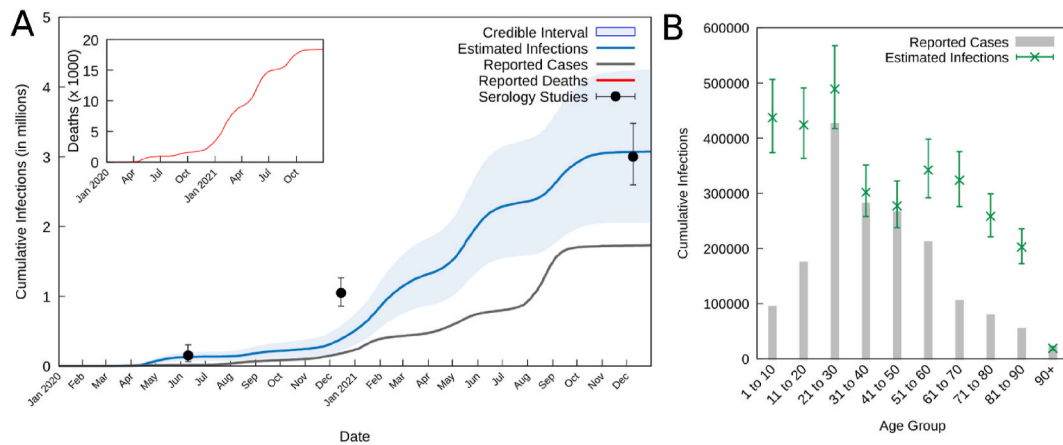 A
5
4
3
2
1
0
Cumulative Infections (in millions)
Jan 2020
Feb
Mar
Apr
May
Jun
Jul
Aug
Sep
Oct
Nov
Dec
Jan 2021
Feb
Mar
Apr
May
Jun
Jul
Aug
Sep
Oct
Nov
Dec
Date
20
15
10
5
0
Deaths (x 1000)
Jan 2020
Apr
Jul
Oct
Jan 2021
Apr
Jul
Oct
Credible Interval
Estimated Infections
Reported Cases
Reported Deaths
Serology Studies
B
600000
500000
400000
300000
200000
100000
0
Cumulative Infections
Reported Cases
Estimated Infections
1 to 10
11 to 20
21 to 30
31 to 40
41 to 50
51 to 60
61 to 70
71 to 80
81 to 90
90+
Age Group